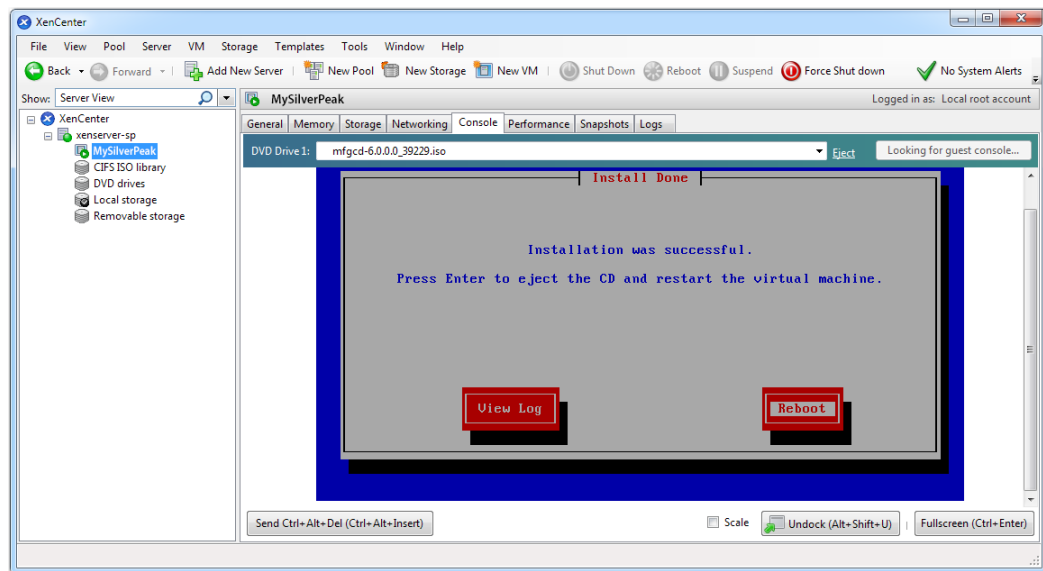 XenCenter
File View Pool Server VM Storage Templates Tools Window Help
Back Forward Add New Server New Pool New Storage New VM Shut Down Reboot Suspend Force Shut down No System Alerts
Show: Server View
MySilverPeak Logged in as: Local root account
XenCenter
xenserver-sp
MySilverPeak
CIFS ISO library
DVD drives
Local storage
Removable storage
General Memory Storage Networking Console Performance Snapshots Logs
DVD Drive 1: mfgcd-6.0.0.0_39229.iso Eject Looking for guest console...
Install Done
Installation was successful.
Press Enter to eject the CD and restart the virtual machine.
View Log Reboot
Send Ctrl+Alt+Del (Ctrl+Alt+Insert) Scale Undock (Alt+Shift+U) Fullscreen (Ctrl+Enter)